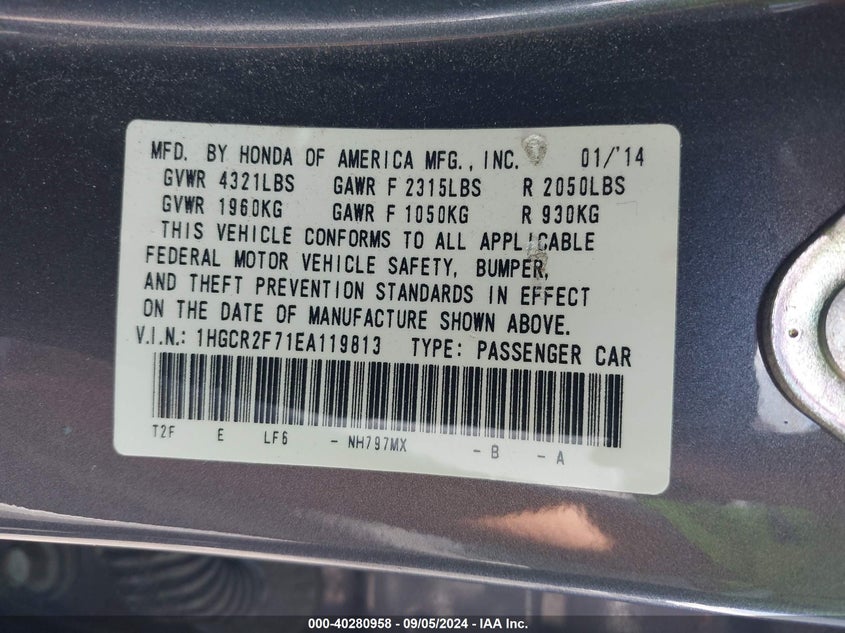 MFD. BY HONDA OF AMERICA MFG., INC. 01/'14
GVWR 4321LBS GAWR F 2315LBS R 2050LBS
GVWR 1960KG GAWR F 1050KG R 930KG
THIS VEHICLE CONFORMS TO ALL APPLICABLE
FEDERAL MOTOR VEHICLE SAFETY, BUMPER,
AND THEFT PREVENTION STANDARDS IN EFFECT
ON THE DATE OF MANUFACTURE SHOWN ABOVE.
V.I.N.: 1HGCR2F71EA119813 TYPE: PASSENGER CAR
T2F E LF6 - NH797MX - B - A
000-40280958 - 09/05/2024 - IAA Inc.